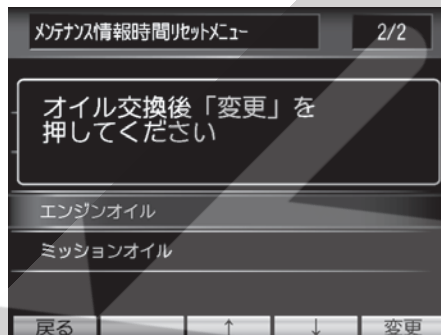 メンテナンス情報時間リセットメニュー
2/2
オイル交換後「変更」を
押してください
エンジンオイル
ミッションオイル
戻る
↑
↓
変更